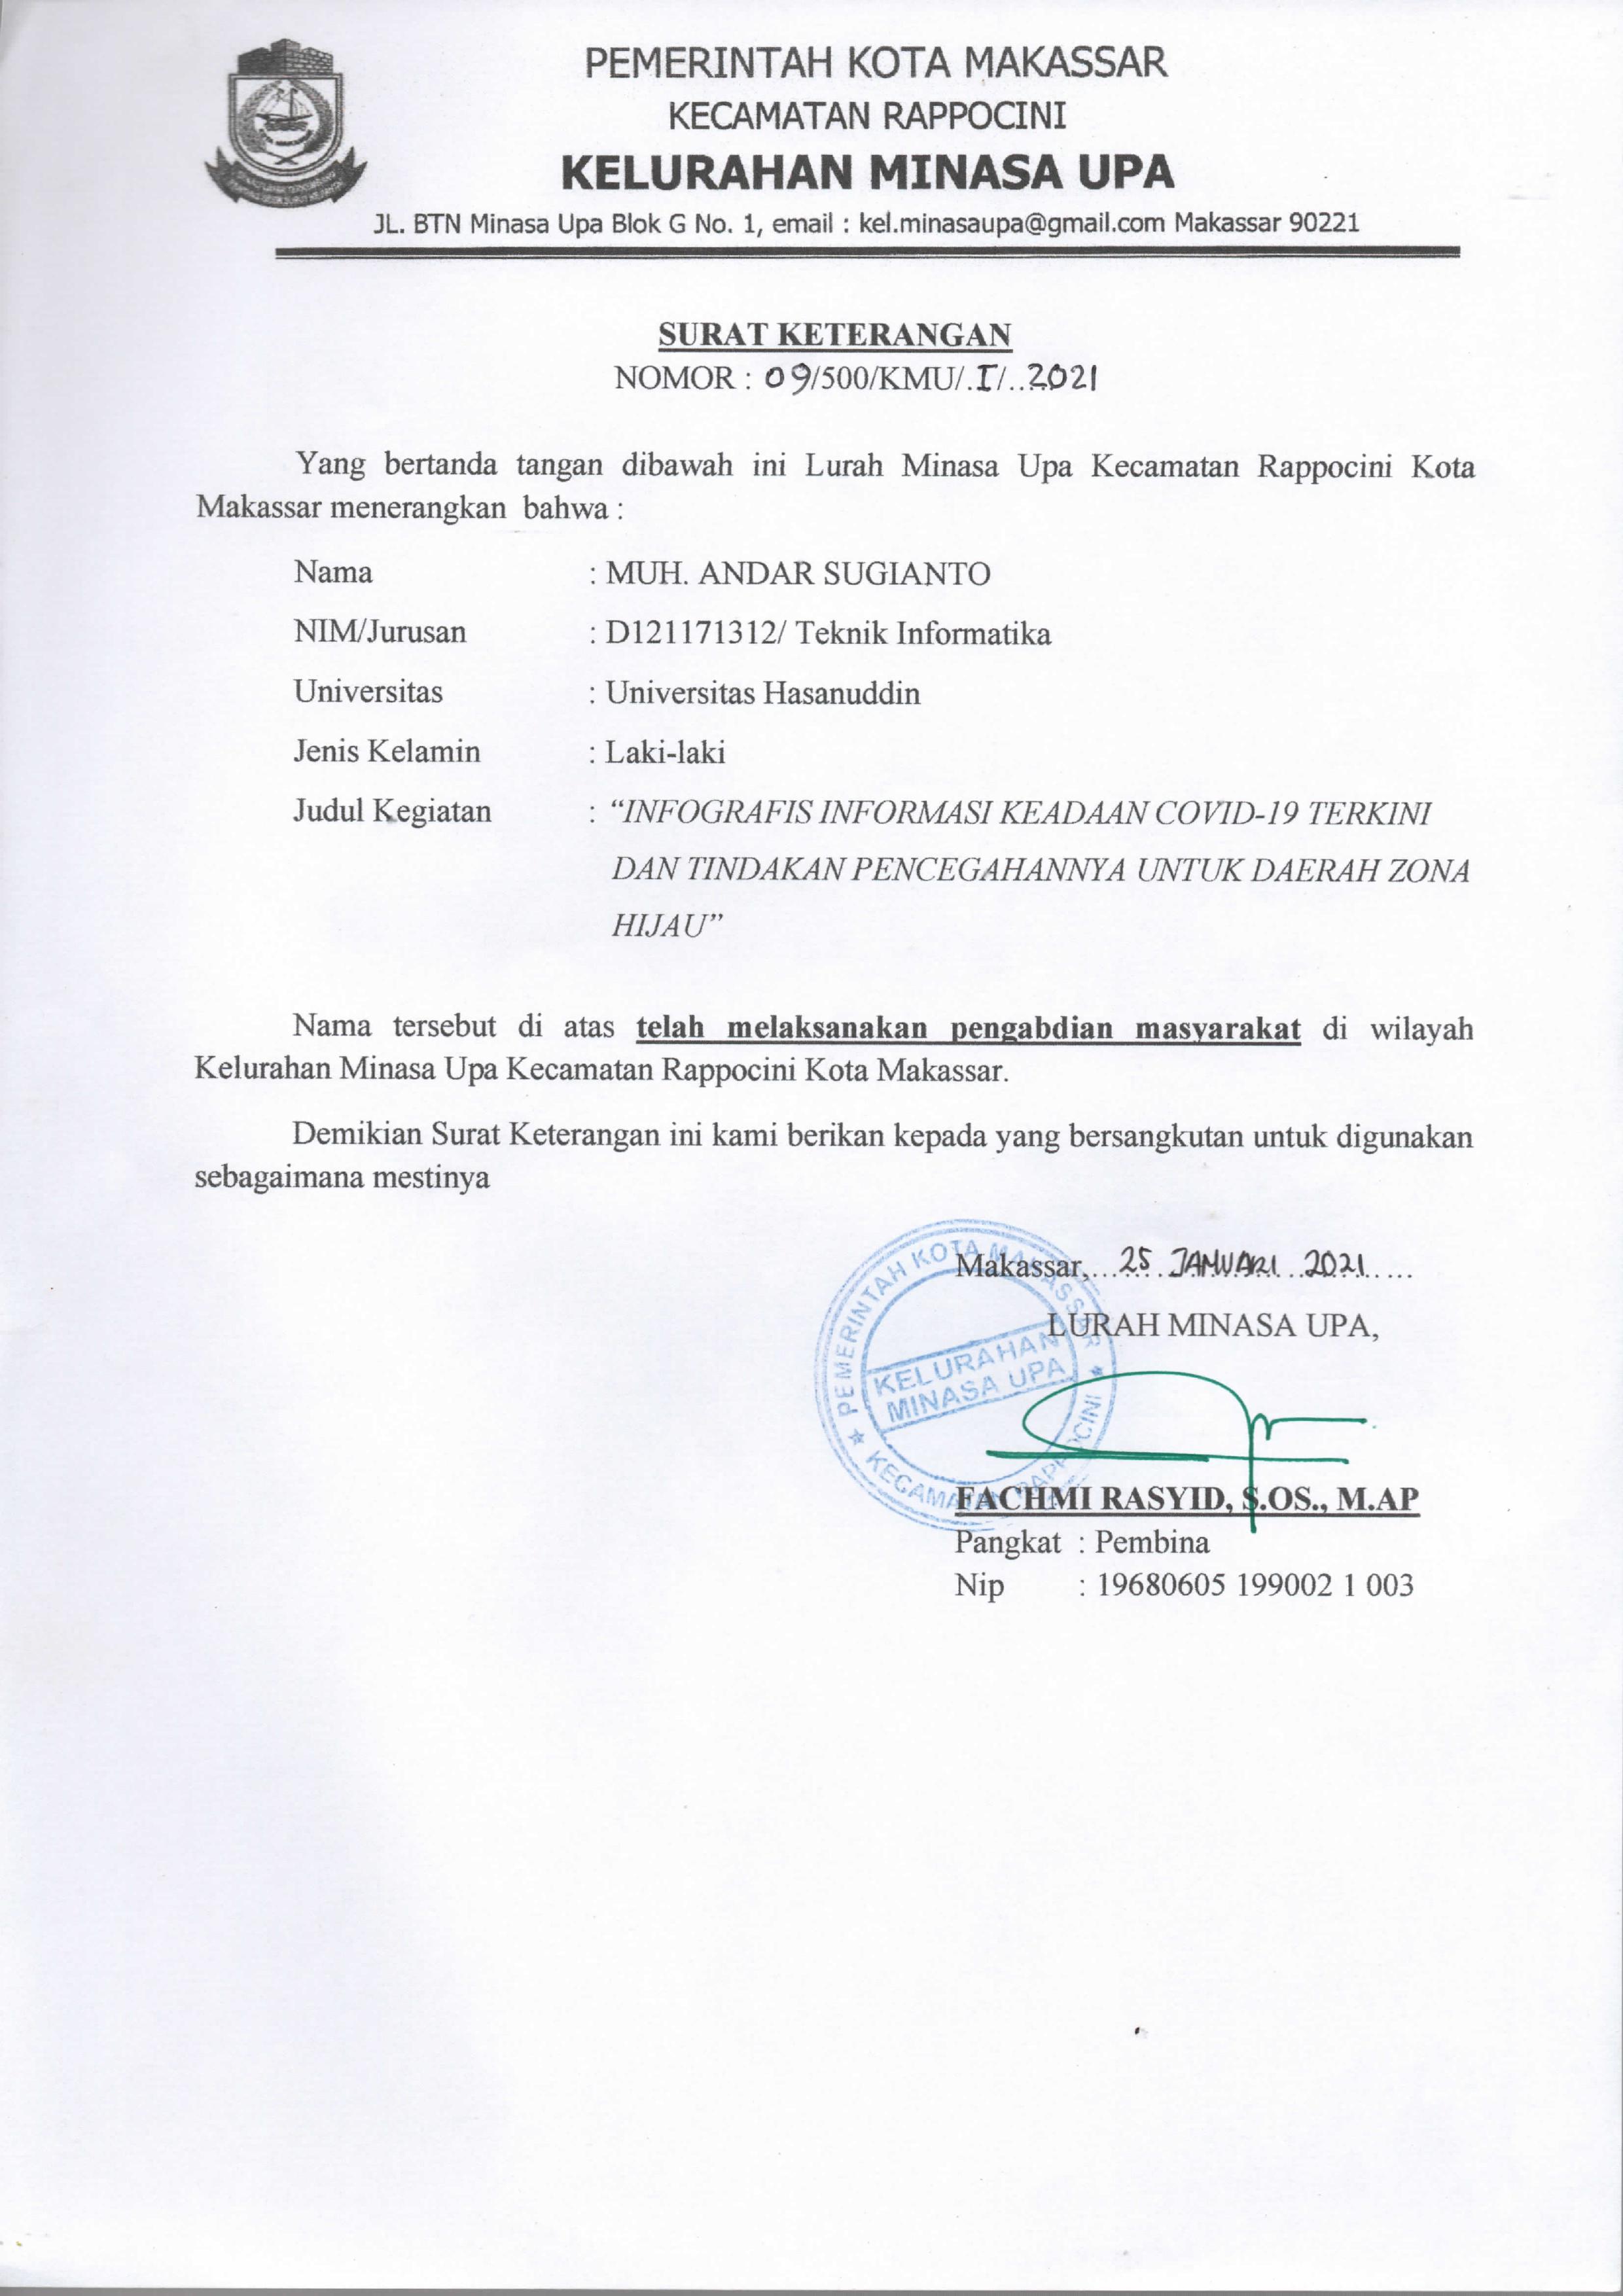 PEMERINTAH KOTA MAKASSAR
KECAMATAN RAPPOCINI
KELURAHAN MINASA UPA
JL. BTN Minasa Upa Blok G No. 1, email : kel.minasaupa@gmail.com Makassar 90221
SURAT KETERANGAN
NOMOR : 09/500/KMU/.I/..2021
Yang bertanda tangan dibawah ini Lurah Minasa Upa Kecamatan Rappocini Kota
Makassar menerangkan bahwa :
Nama : MUH. ANDAR SUGIANTO
NIM/Jurusan : D121171312/ Teknik Informatika
Universitas : Universitas Hasanuddin
Jenis Kelamin : Laki-laki
Judul Kegiatan : “INFOGRAFIS INFORMASI KEADAAN COVID-19 TERKINI
DAN TINDAKAN PENCEGAHANNYA UNTUK DAERAH ZONA
HIJAU”
Nama tersebut di atas telah melaksanakan pengabdian masyarakat di wilayah
Kelurahan Minasa Upa Kecamatan Rappocini Kota Makassar.
Demikian Surat Keterangan ini kami berikan kepada yang bersangkutan untuk digunakan
sebagaimana mestinya
Makassar,...25 JANUARI 2021.....
LURAH MINASA UPA,
PEMERINTAH KOTA MAKASSAR
KELURAHAN
MINASA UPA
KECAMATAN RAPPOCINI
FACHMI RASYID, S.OS., M.AP
Pangkat : Pembina
Nip : 19680605 199002 1 003